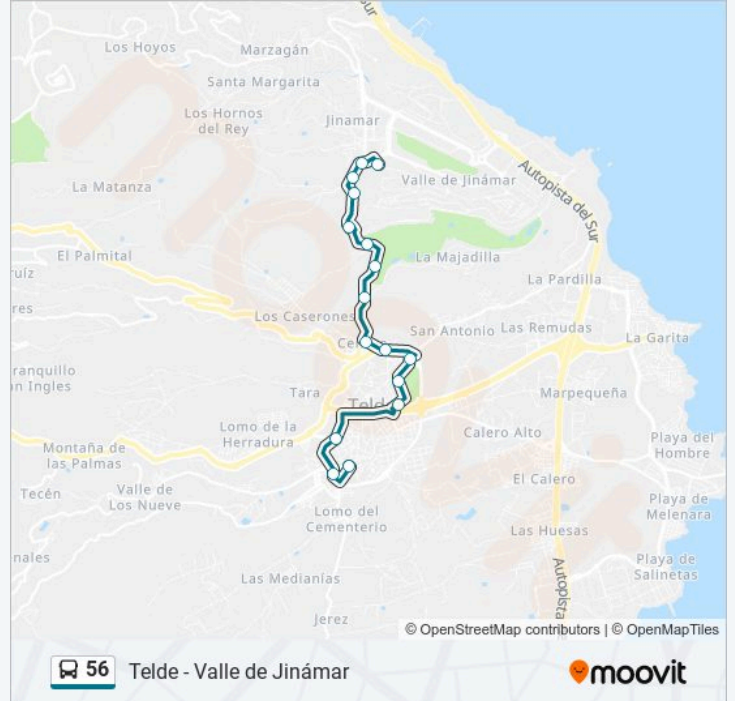 ur
Los Hoyos
Marzagán
Santa Margarita
Los Hornos
del Rey
Jinamar
La Matanza
Valle de Jinámar
Autopista del Sur
El Palmital
La Majadilla
ruíz
La Pardilla
res
Los Caserones
San Antonio
Las Remudas
La Garita
Cen
ranquillo
an Ingles
Tara
Telde
Marpequeña
Lomo de la
Herradura
Calero Alto
Playa del
Hombre
Montaña de
las Palmas
Tecén
Valle de
Los Nueve
El Calero
Playa de
Melenara
Lomo del
Cementerio
Las Huesas
nales
Playa de
Salinetas
Las Medianías
Autopista
Jerez
© OpenStreetMap contributors | © OpenMapTiles
56 Telde - Valle de Jinámar
moovit